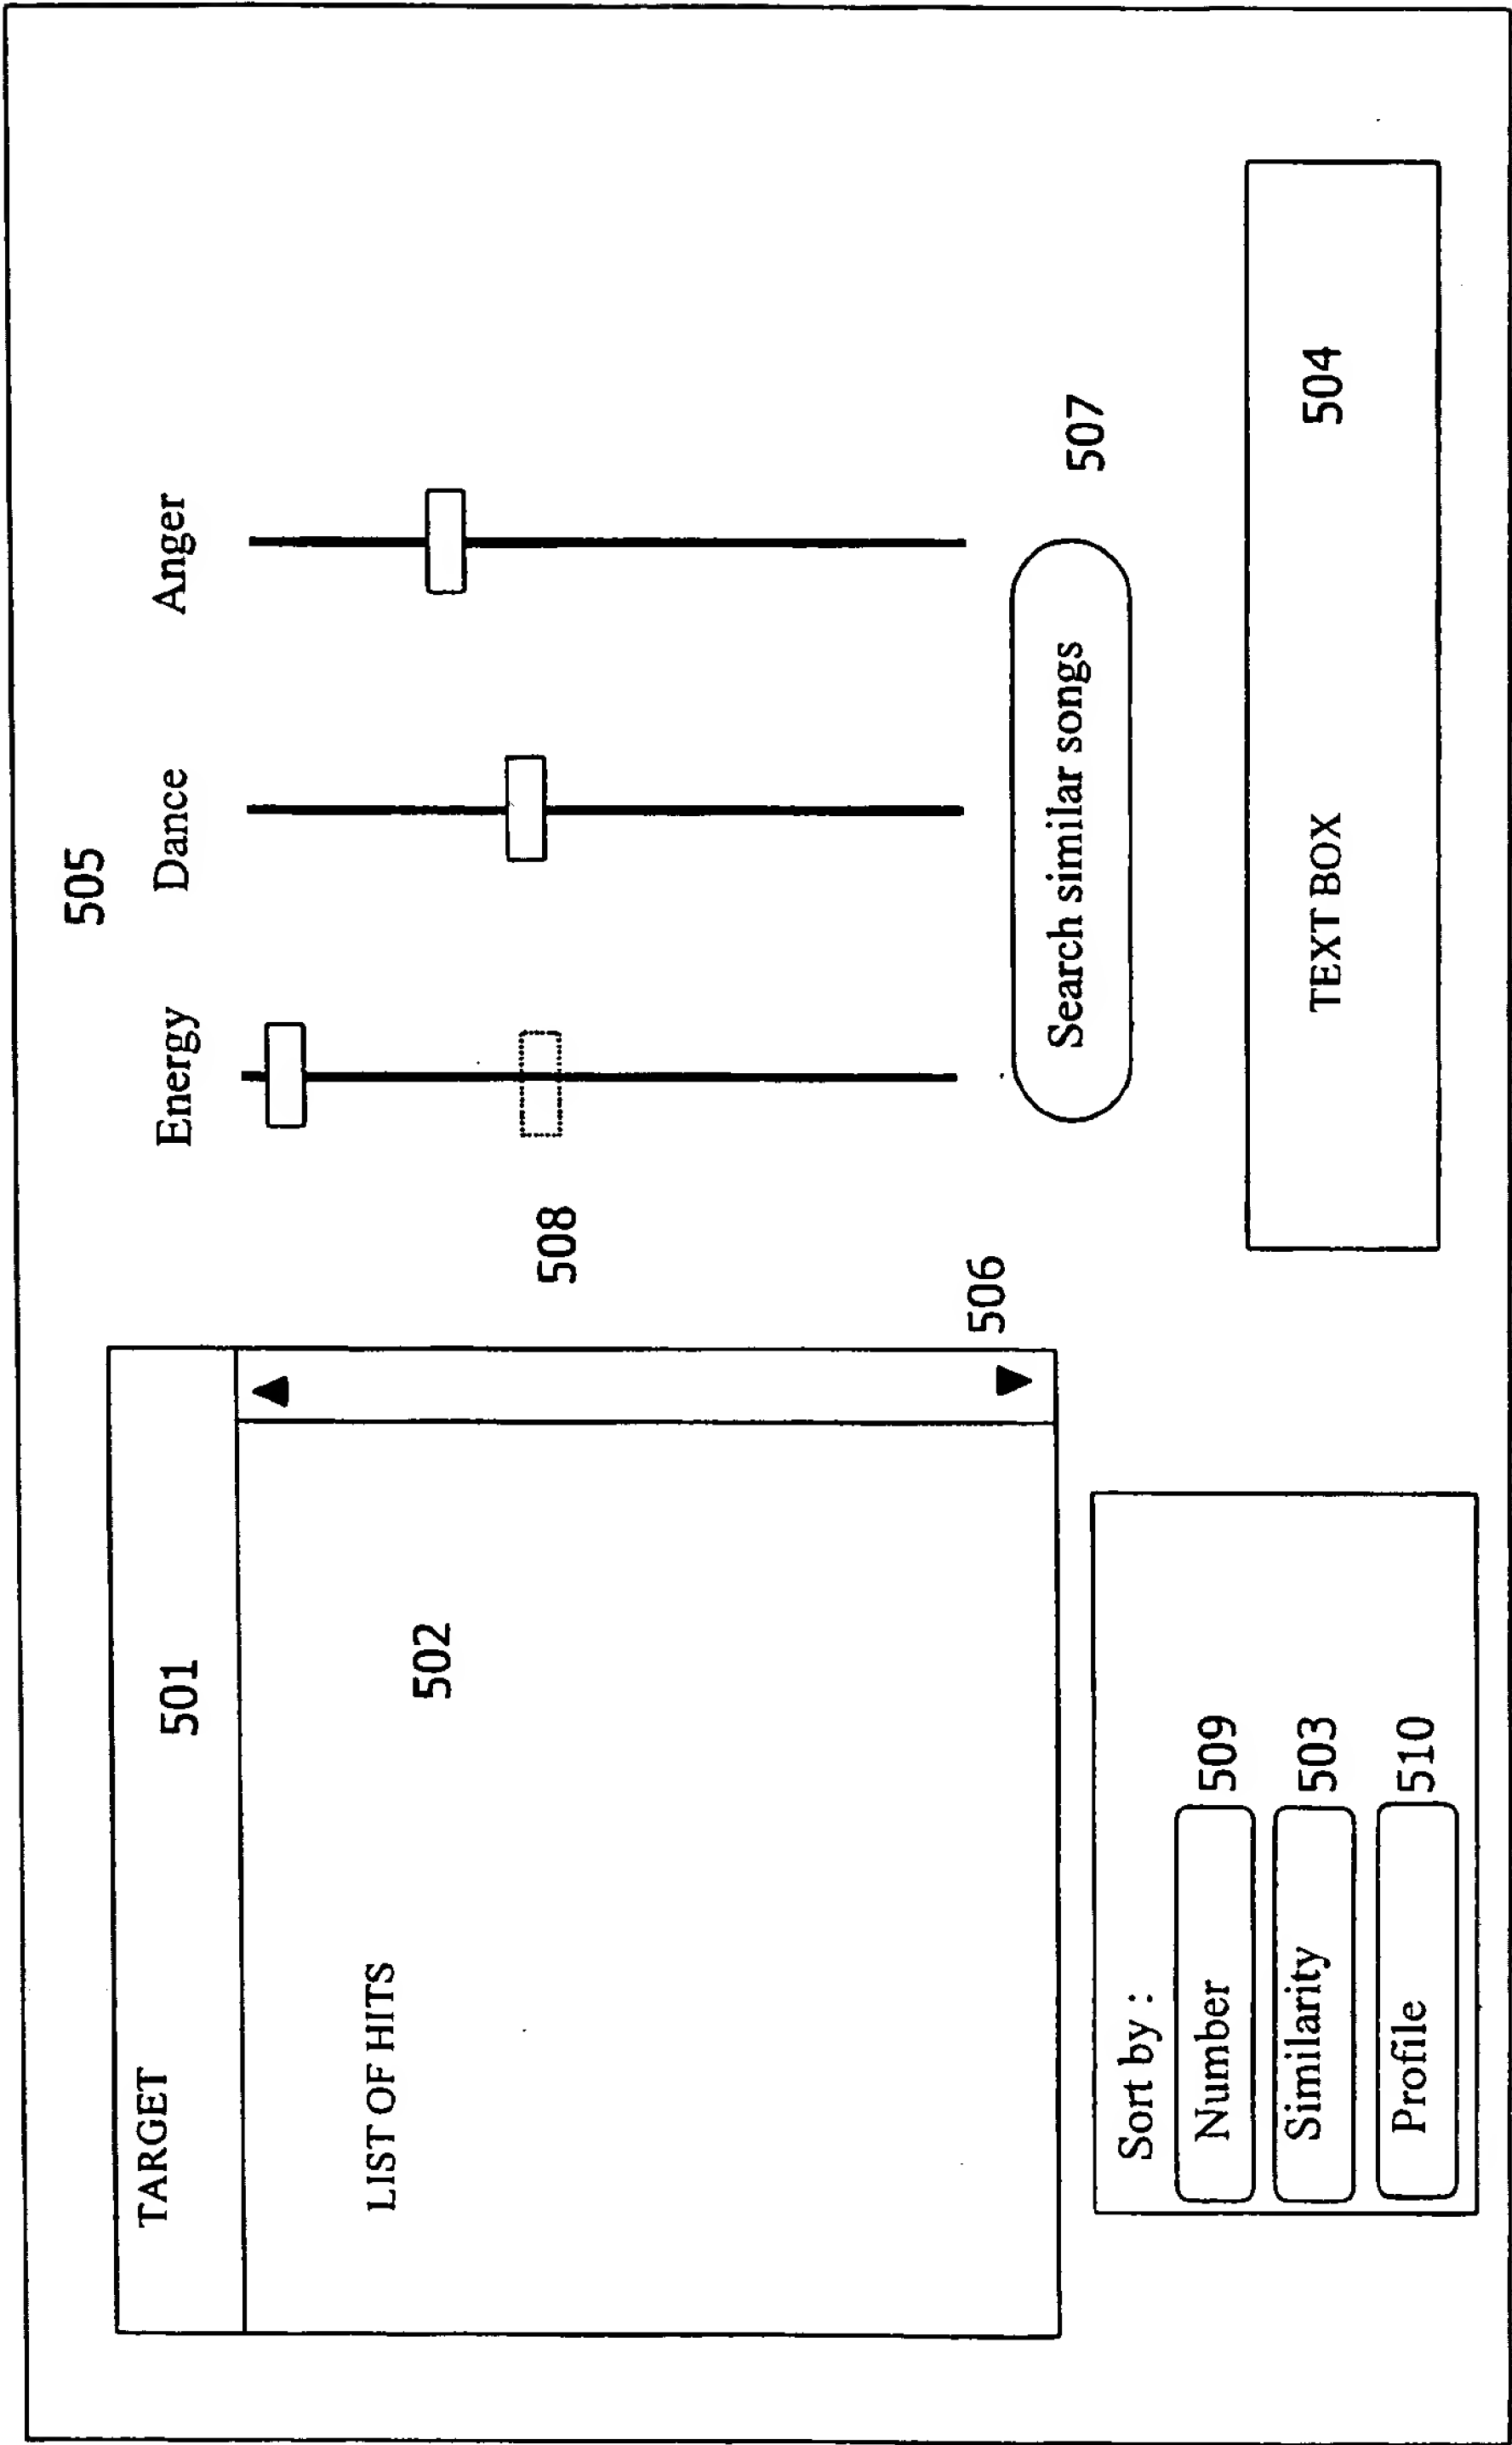 505
TARGET
501
LIST OF HITS
502
506
Energy
Dance
Anger
508
Search similar songs
507
Sort by :
Number
509
Similarity
503
Profile
510
TEXT BOX
504